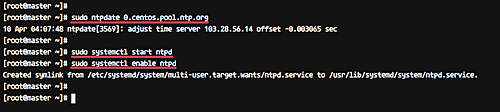 [root@master ~]#
[root@master ~]# sudo ntpdate 0.centos.pool.ntp.org
10 Apr 04:07:48 ntpdate[3569]: adjust time server 103.28.56.14 offset -0.003065 sec
[root@master ~]#
[root@master ~]# sudo systemctl start ntpd
[root@master ~]# sudo systemctl enable ntpd
Created symlink from /etc/systemd/system/multi-user.target.wants/ntpd.service to /usr/lib/systemd/system/ntpd.service.
[root@master ~]#
[root@master ~]#